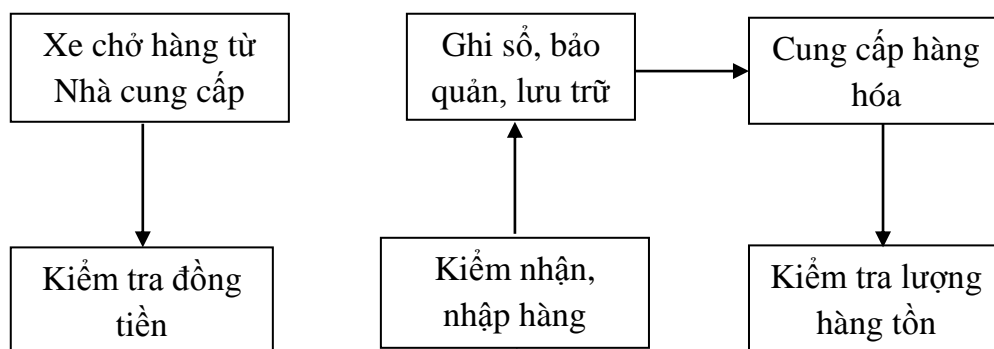 Xe chở hàng từ
Nhà cung cấp
Ghi sổ, bảo
quản, lưu trữ
Cung cấp hàng
hóa
Kiểm tra đồng
tiền
Kiểm nhận,
nhập hàng
Kiểm tra lượng
hàng tồn